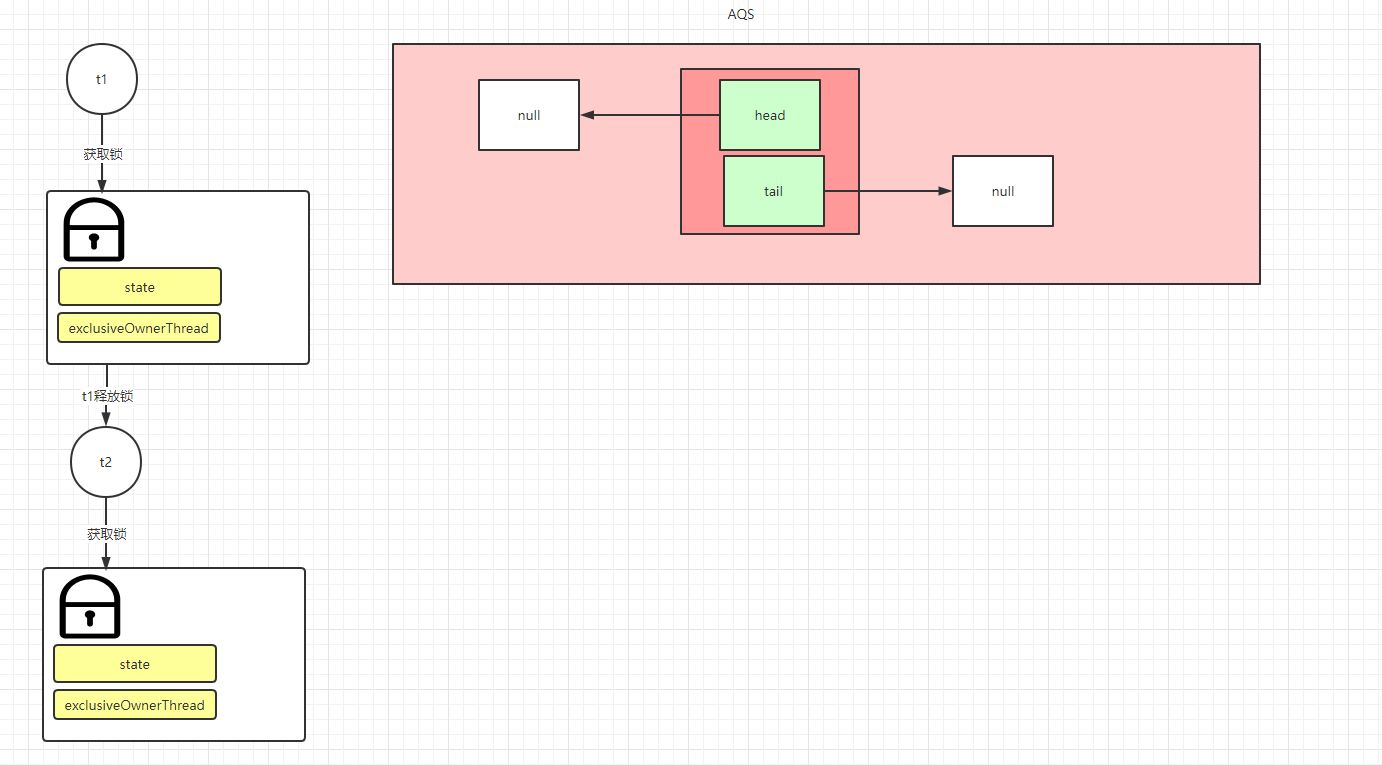 AQS
t1
获取锁
state
exclusiveOwnerThread
t1释放锁
t2
获取锁
state
exclusiveOwnerThread
null
head
tail
null